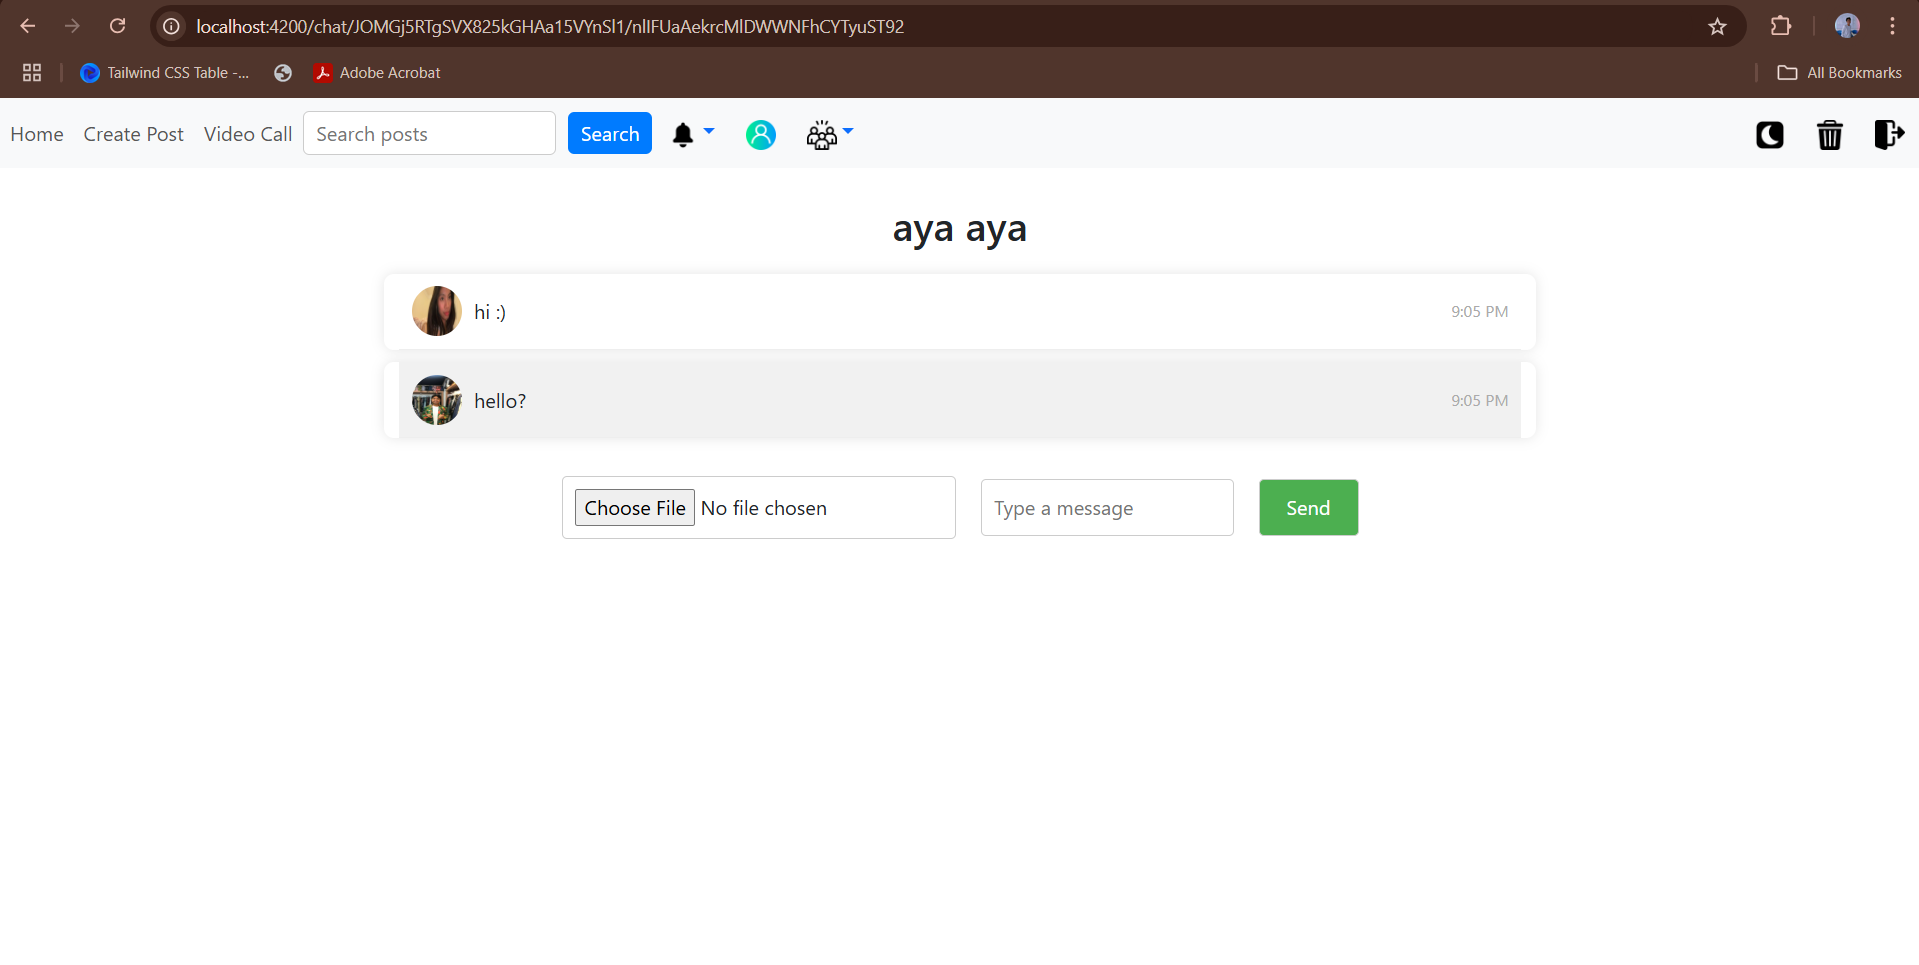 localhost:4200/chat/JOMGj5RTgSVX825kGHAa15VYnSl1/nlIFUaAekrcMlDWWNFhCYTyuST92
Tailwind CSS Table -... Adobe Acrobat All Bookmarks
Home Create Post Video Call Search posts Search
aya aya
hi :) 9:05 PM
hello? 9:05 PM
Choose File No file chosen Type a message Send